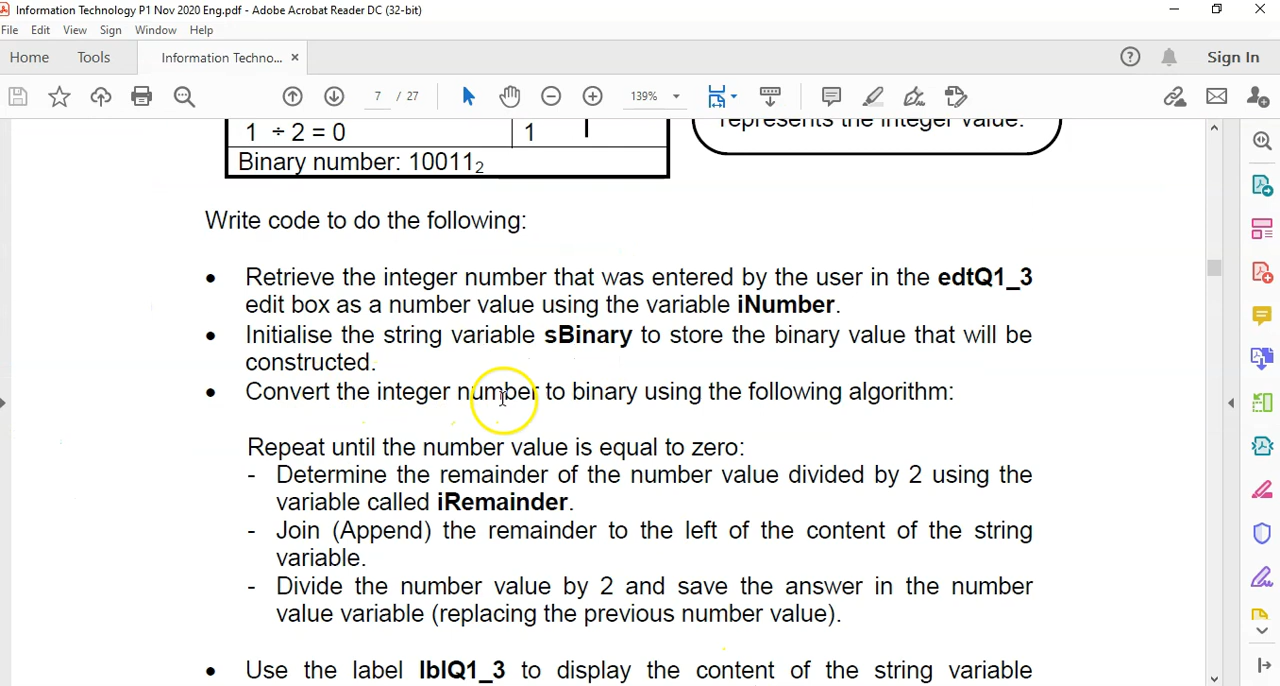 Information Technology P1 Nov 2020 Eng.pdf - Adobe Acrobat Reader DC (32-bit)
File Edit View Sign Window Help
Home Tools Information Techno... × Sign In
7 / 27 139%
1 ÷ 2 = 0 1
represents the integer value.
Binary number: 10011₂
Write code to do the following:
• Retrieve the integer number that was entered by the user in the edtQ1_3
edit box as a number value using the variable iNumber.
• Initialise the string variable sBinary to store the binary value that will be
constructed.
• Convert the integer number to binary using the following algorithm:
Repeat until the number value is equal to zero:
- Determine the remainder of the number value divided by 2 using the
variable called iRemainder.
- Join (Append) the remainder to the left of the content of the string
variable.
- Divide the number value by 2 and save the answer in the number
value variable (replacing the previous number value).
• Use the label lblQ1_3 to display the content of the string variable